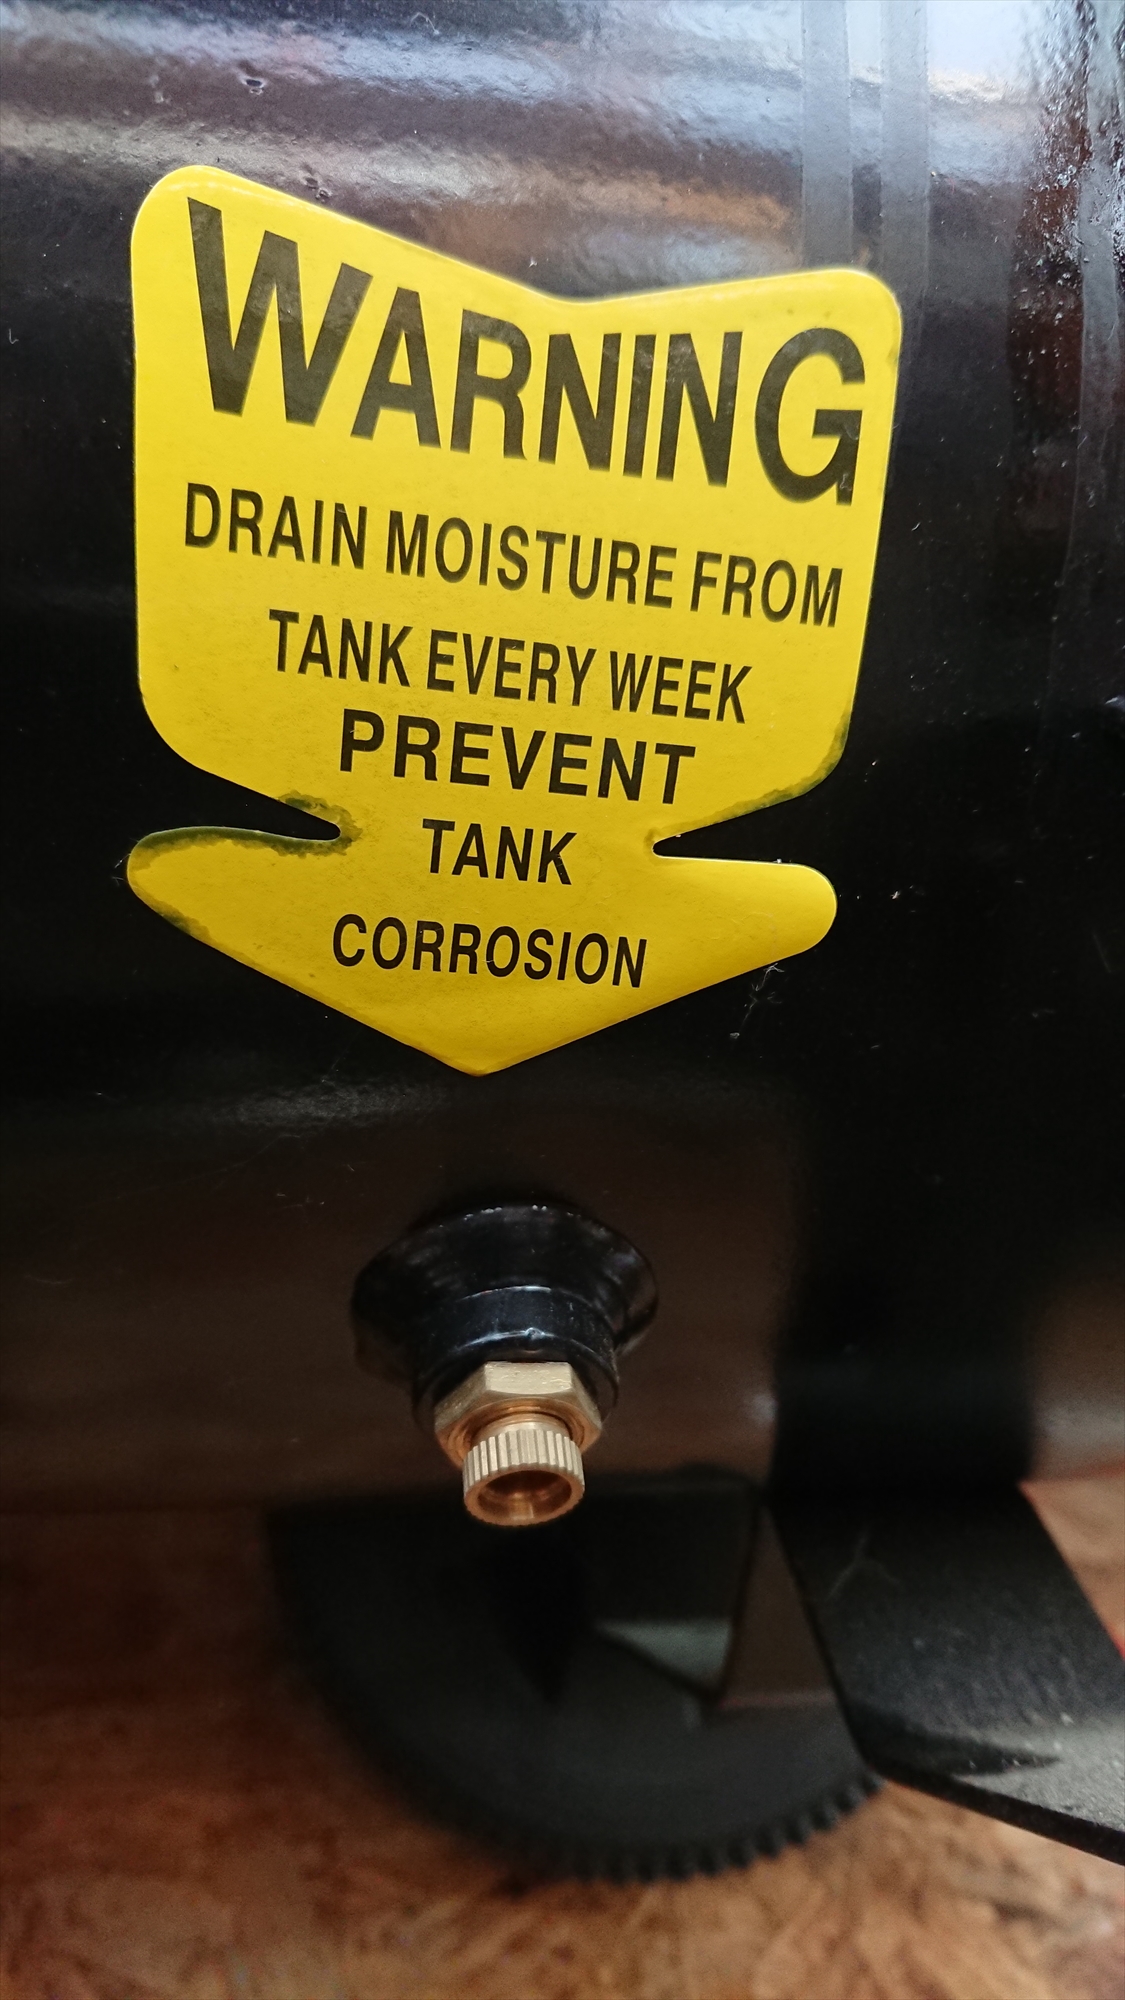 WARNING
DRAIN MOISTURE FROM
TANK EVERY WEEK
PREVENT
TANK
CORROSION